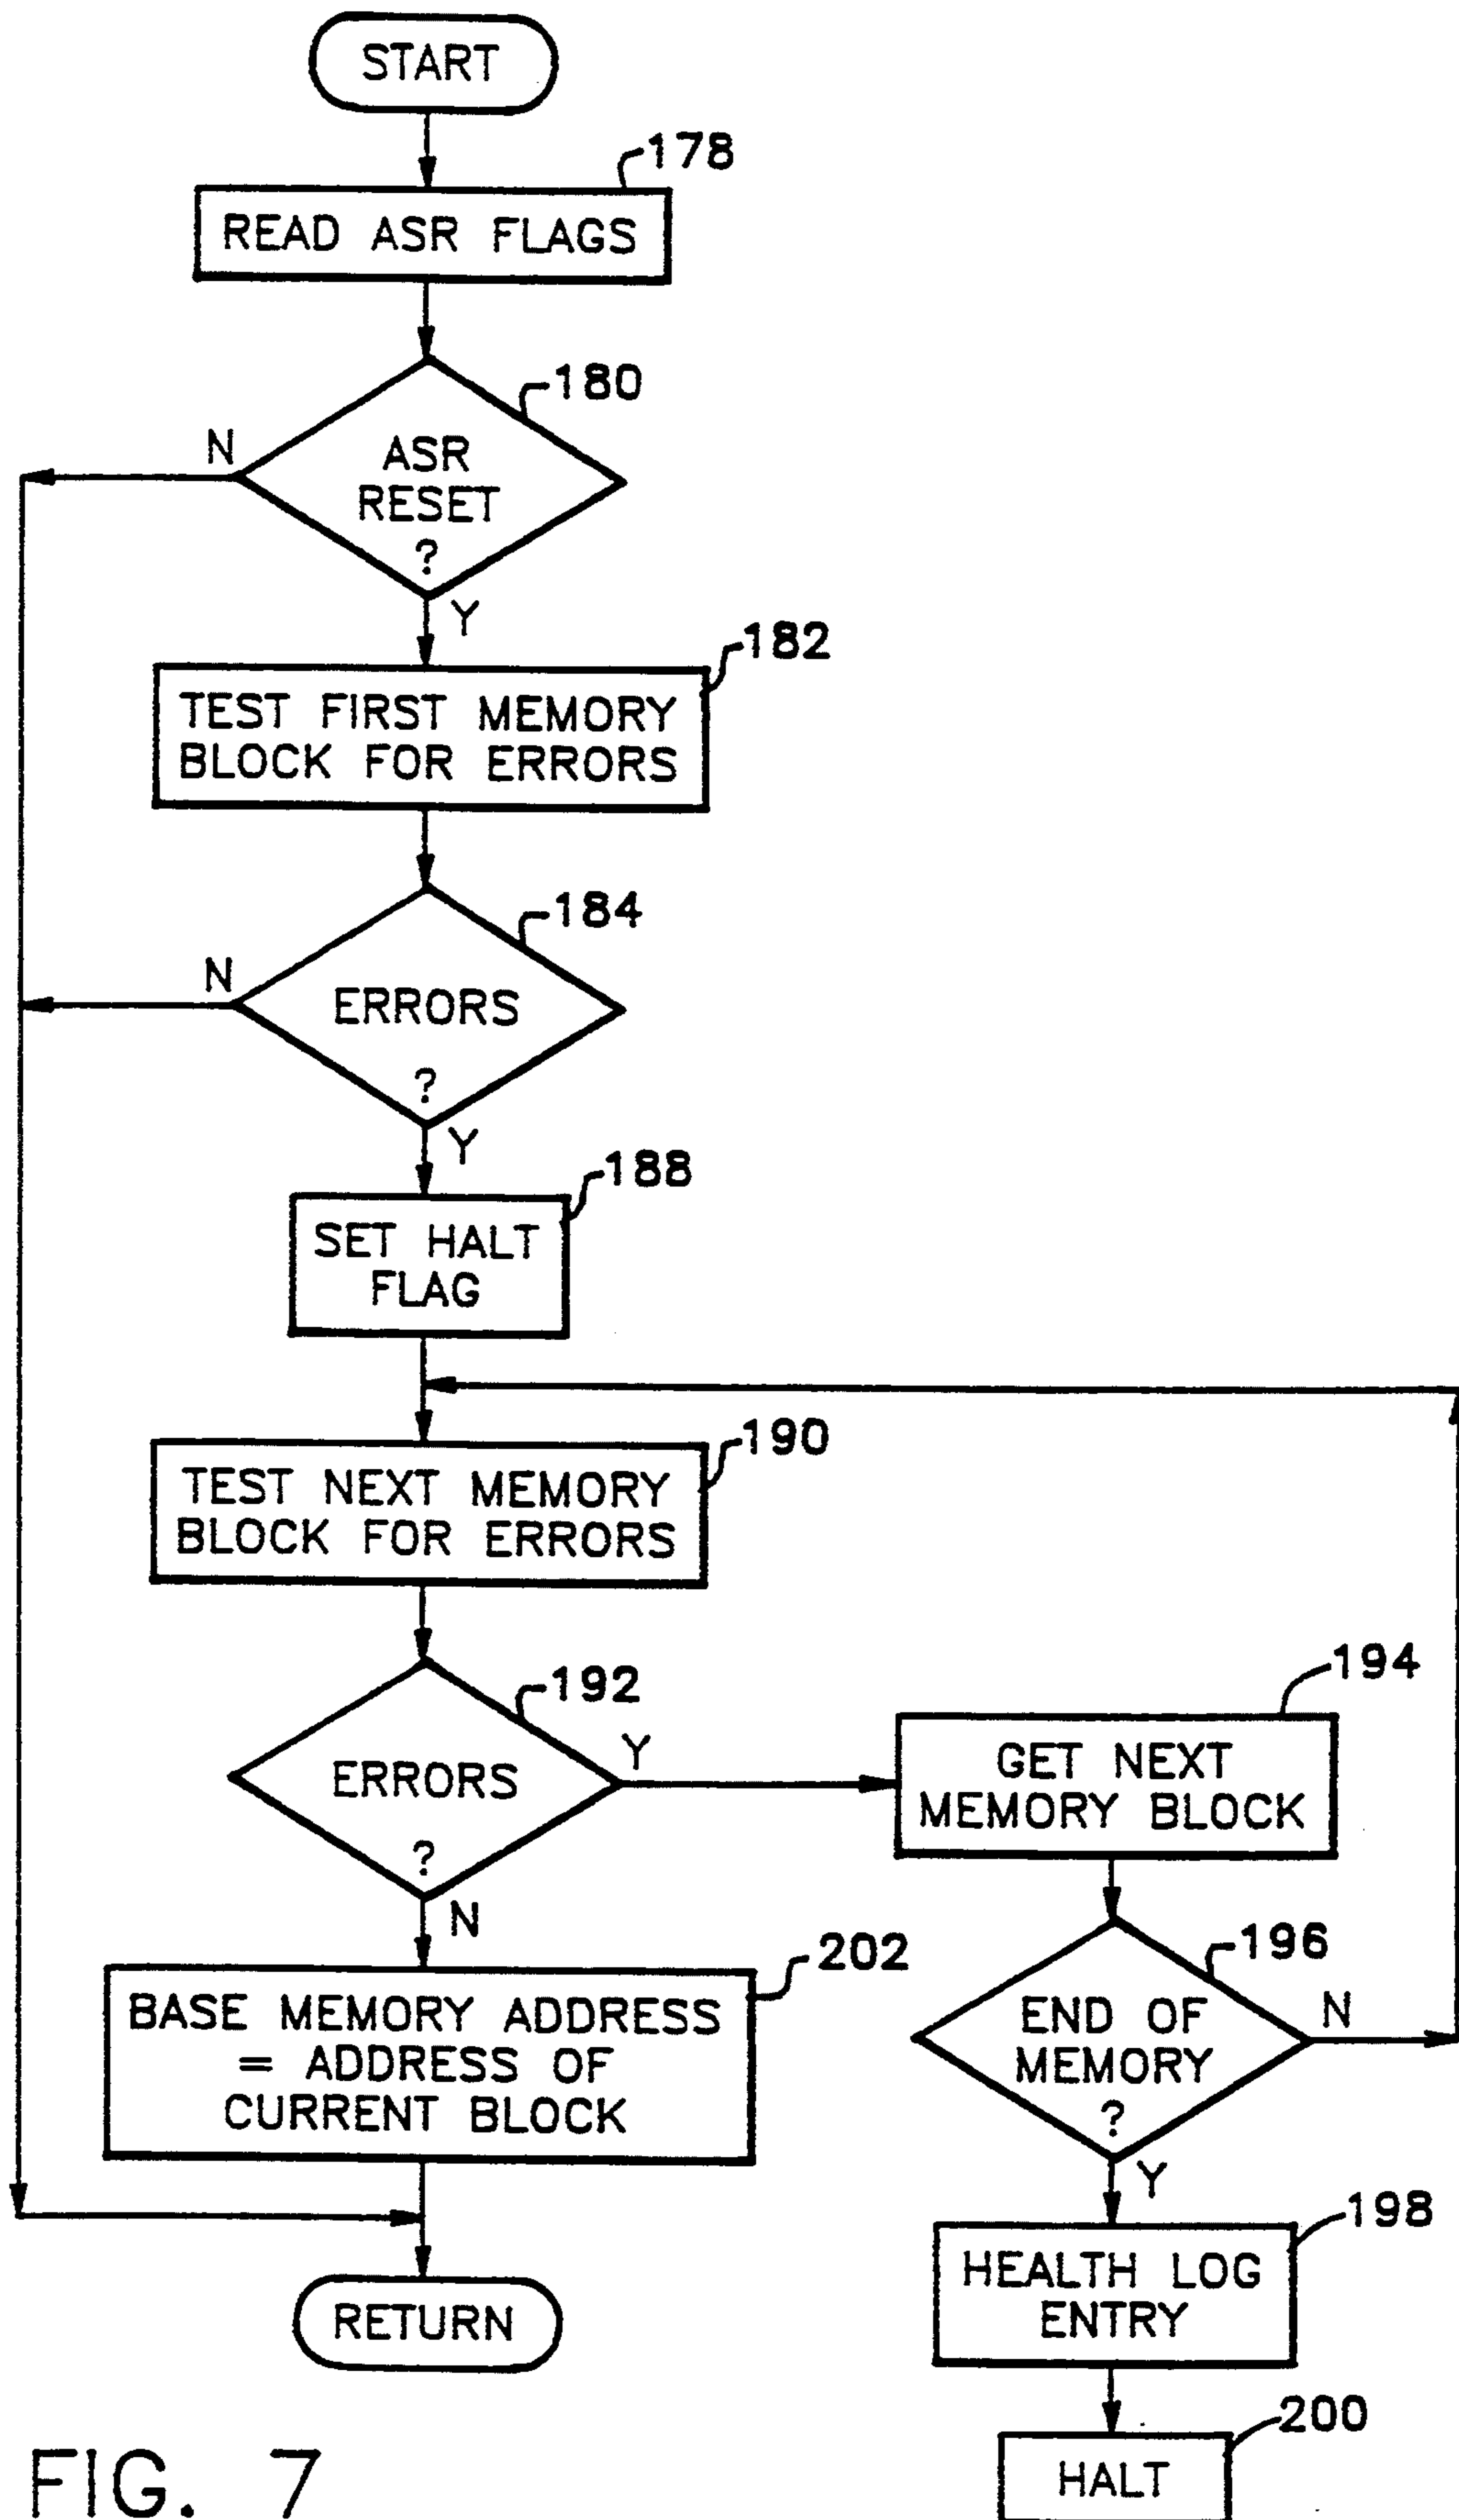 START
178
READ ASR FLAGS
180
N
ASR
RESET
?
Y
182
TEST FIRST MEMORY
BLOCK FOR ERRORS
184
N
ERRORS
?
Y
188
SET HALT
FLAG
190
TEST NEXT MEMORY
BLOCK FOR ERRORS
192
ERRORS
?
Y
N
194
GET NEXT
MEMORY BLOCK
196
END OF
MEMORY
?
N
Y
202
BASE MEMORY ADDRESS
= ADDRESS OF
CURRENT BLOCK
198
HEALTH LOG
ENTRY
RETURN
200
HALT
FIG. 7